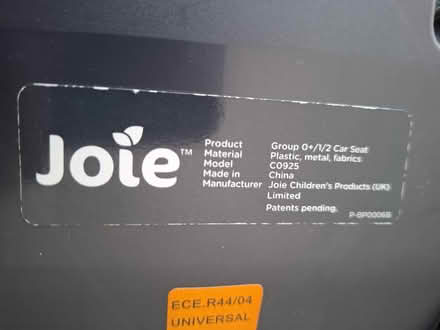 Joie™
Product Group 0+/1/2 Car Seat
Material Plastic, metal, fabrics
Model C0925
Made in China
Manufacturer Joie Children's Products (UK)
Limited
Patents pending.
P-BP0006B
ECE.R44/04
UNIVERSAL